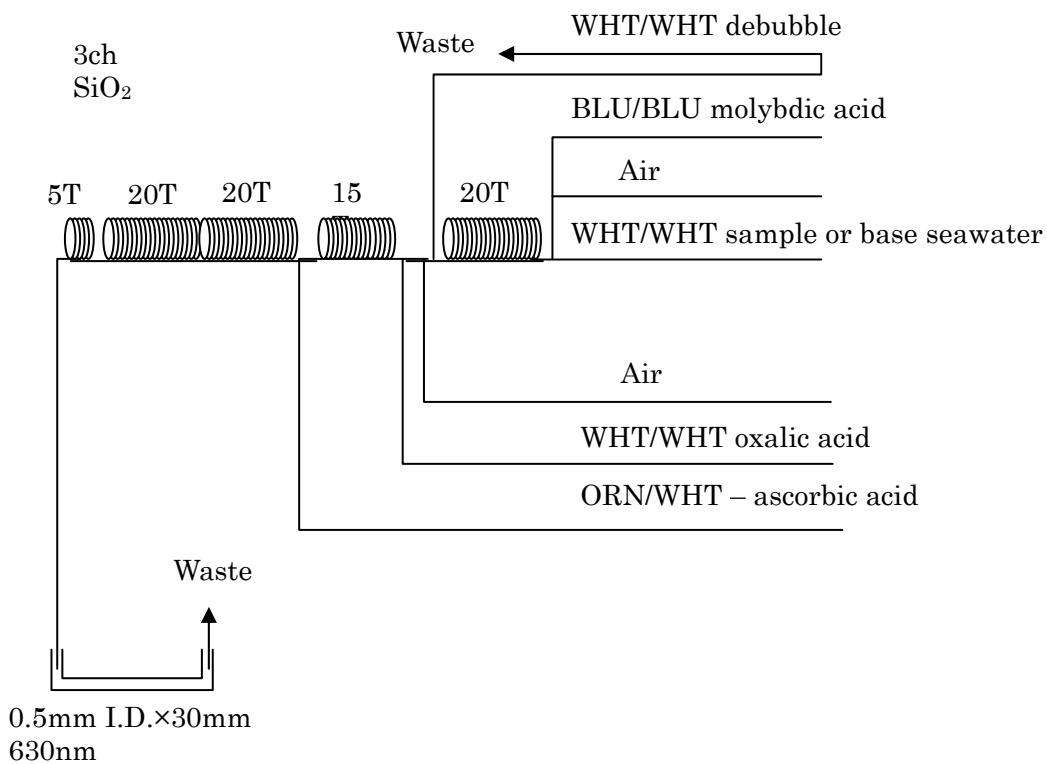 WHT/WHT debubble
Waste
3ch
SiO₂
BLU/BLU molybdic acid
Air
5T 20T 20T 15 20T
WHT/WHT sample or base seawater
Air
WHT/WHT oxalic acid
ORN/WHT – ascorbic acid
Waste
0.5mm I.D.×30mm
630nm